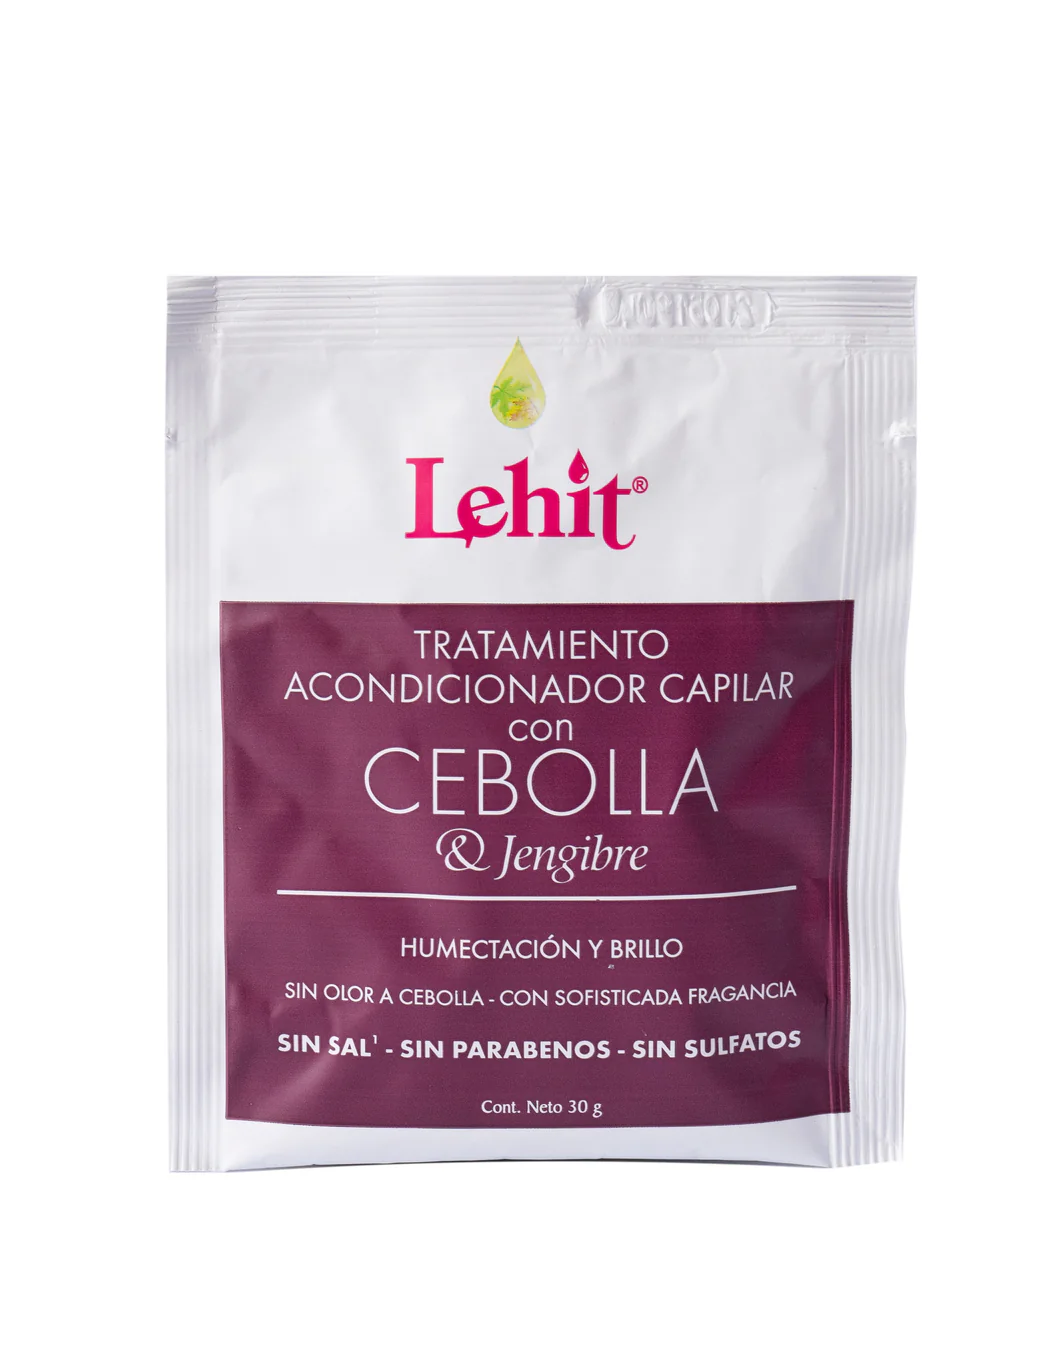 Lehit®
TRATAMIENTO
ACONDICIONADOR CAPILAR
con
CEBOLLA
& Jengibre
HUMECTACIÓN Y BRILLO
SIN OLOR A CEBOLLA - CON SOFISTICADA FRAGANCIA
SIN SAL¹ - SIN PARABENOS - SIN SULFATOS
Cont. Neto 30 g